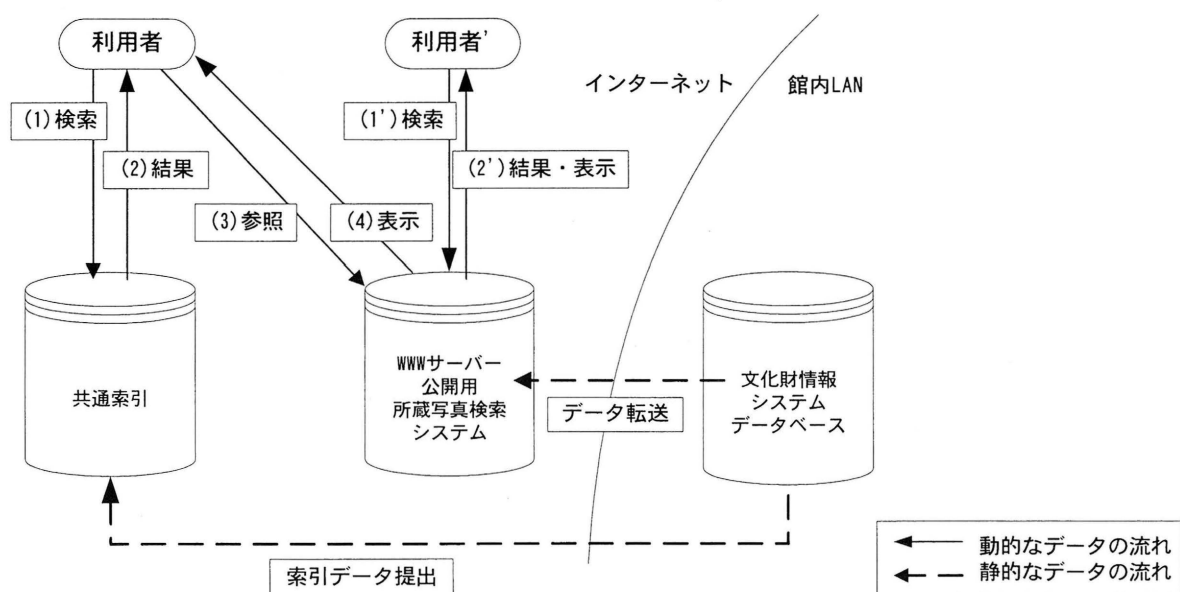 利用者
利用者'
インターネット
館内LAN
(1)検索
(2)結果
(1')検索
(2')結果・表示
(3)参照
(4)表示
共通索引
WWWサーバー
公開用
所蔵写真検索
システム
データ転送
文化財情報
システム
データベース
索引データ提出
動的なデータの流れ
静的なデータの流れ